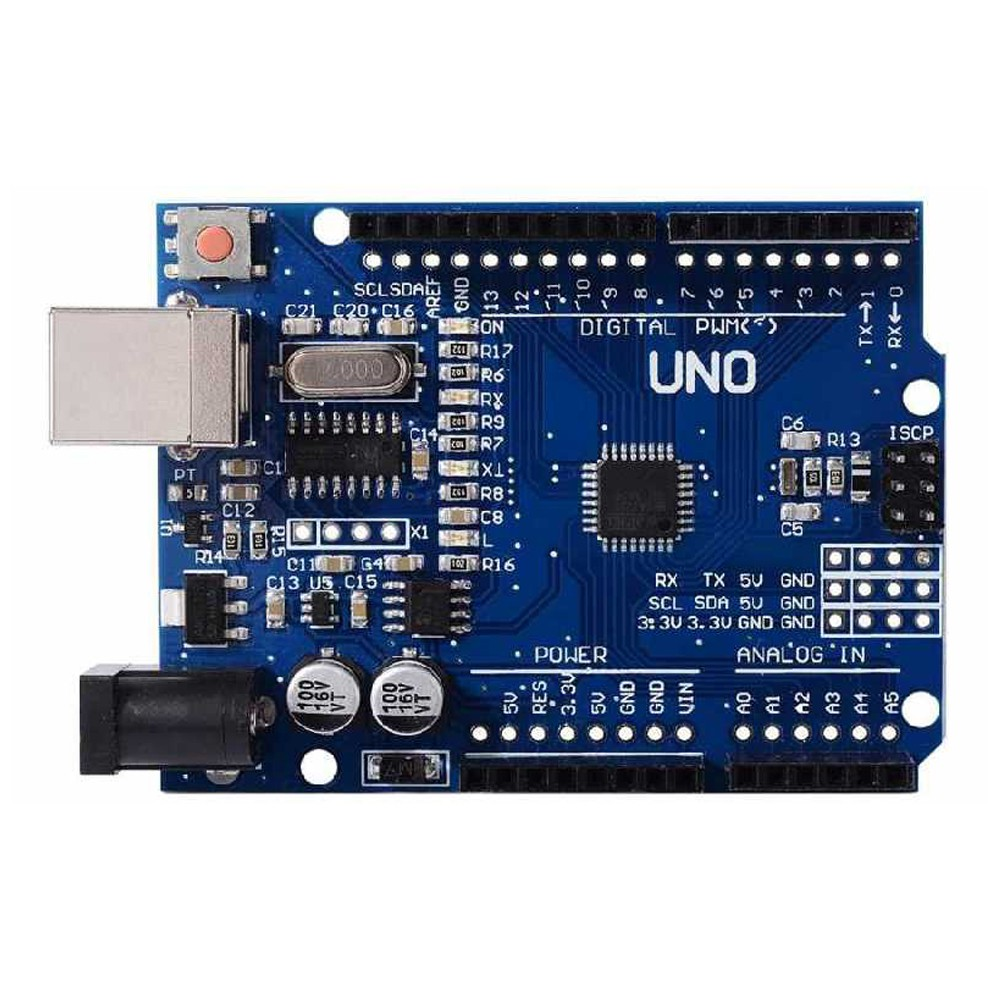 SCL SDA AREF GND 13 12 ~11 ~10 ~9 8 7 ~6 ~5 4 ~3 2 TX→1 RX←0
DIGITAL PWM(~)
UNO
C21 C20 C16
ON
R17
R6
RX
R9
R7
TX
R8
C8
L
R16
C14
PT
C1
C12
U1
R14
R15
X1
C11
C4
C13 U5 C15
C6
R13
ISCP
C5
RX TX 5V GND
SCL SDA 5V GND
3.3V 3.3V GND GND
100
16V
VT
100
16V
VT
M7
POWER
5V RES 3.3V 5V GND GND VIN
ANALOG IN
A0 A1 A2 A3 A4 A5